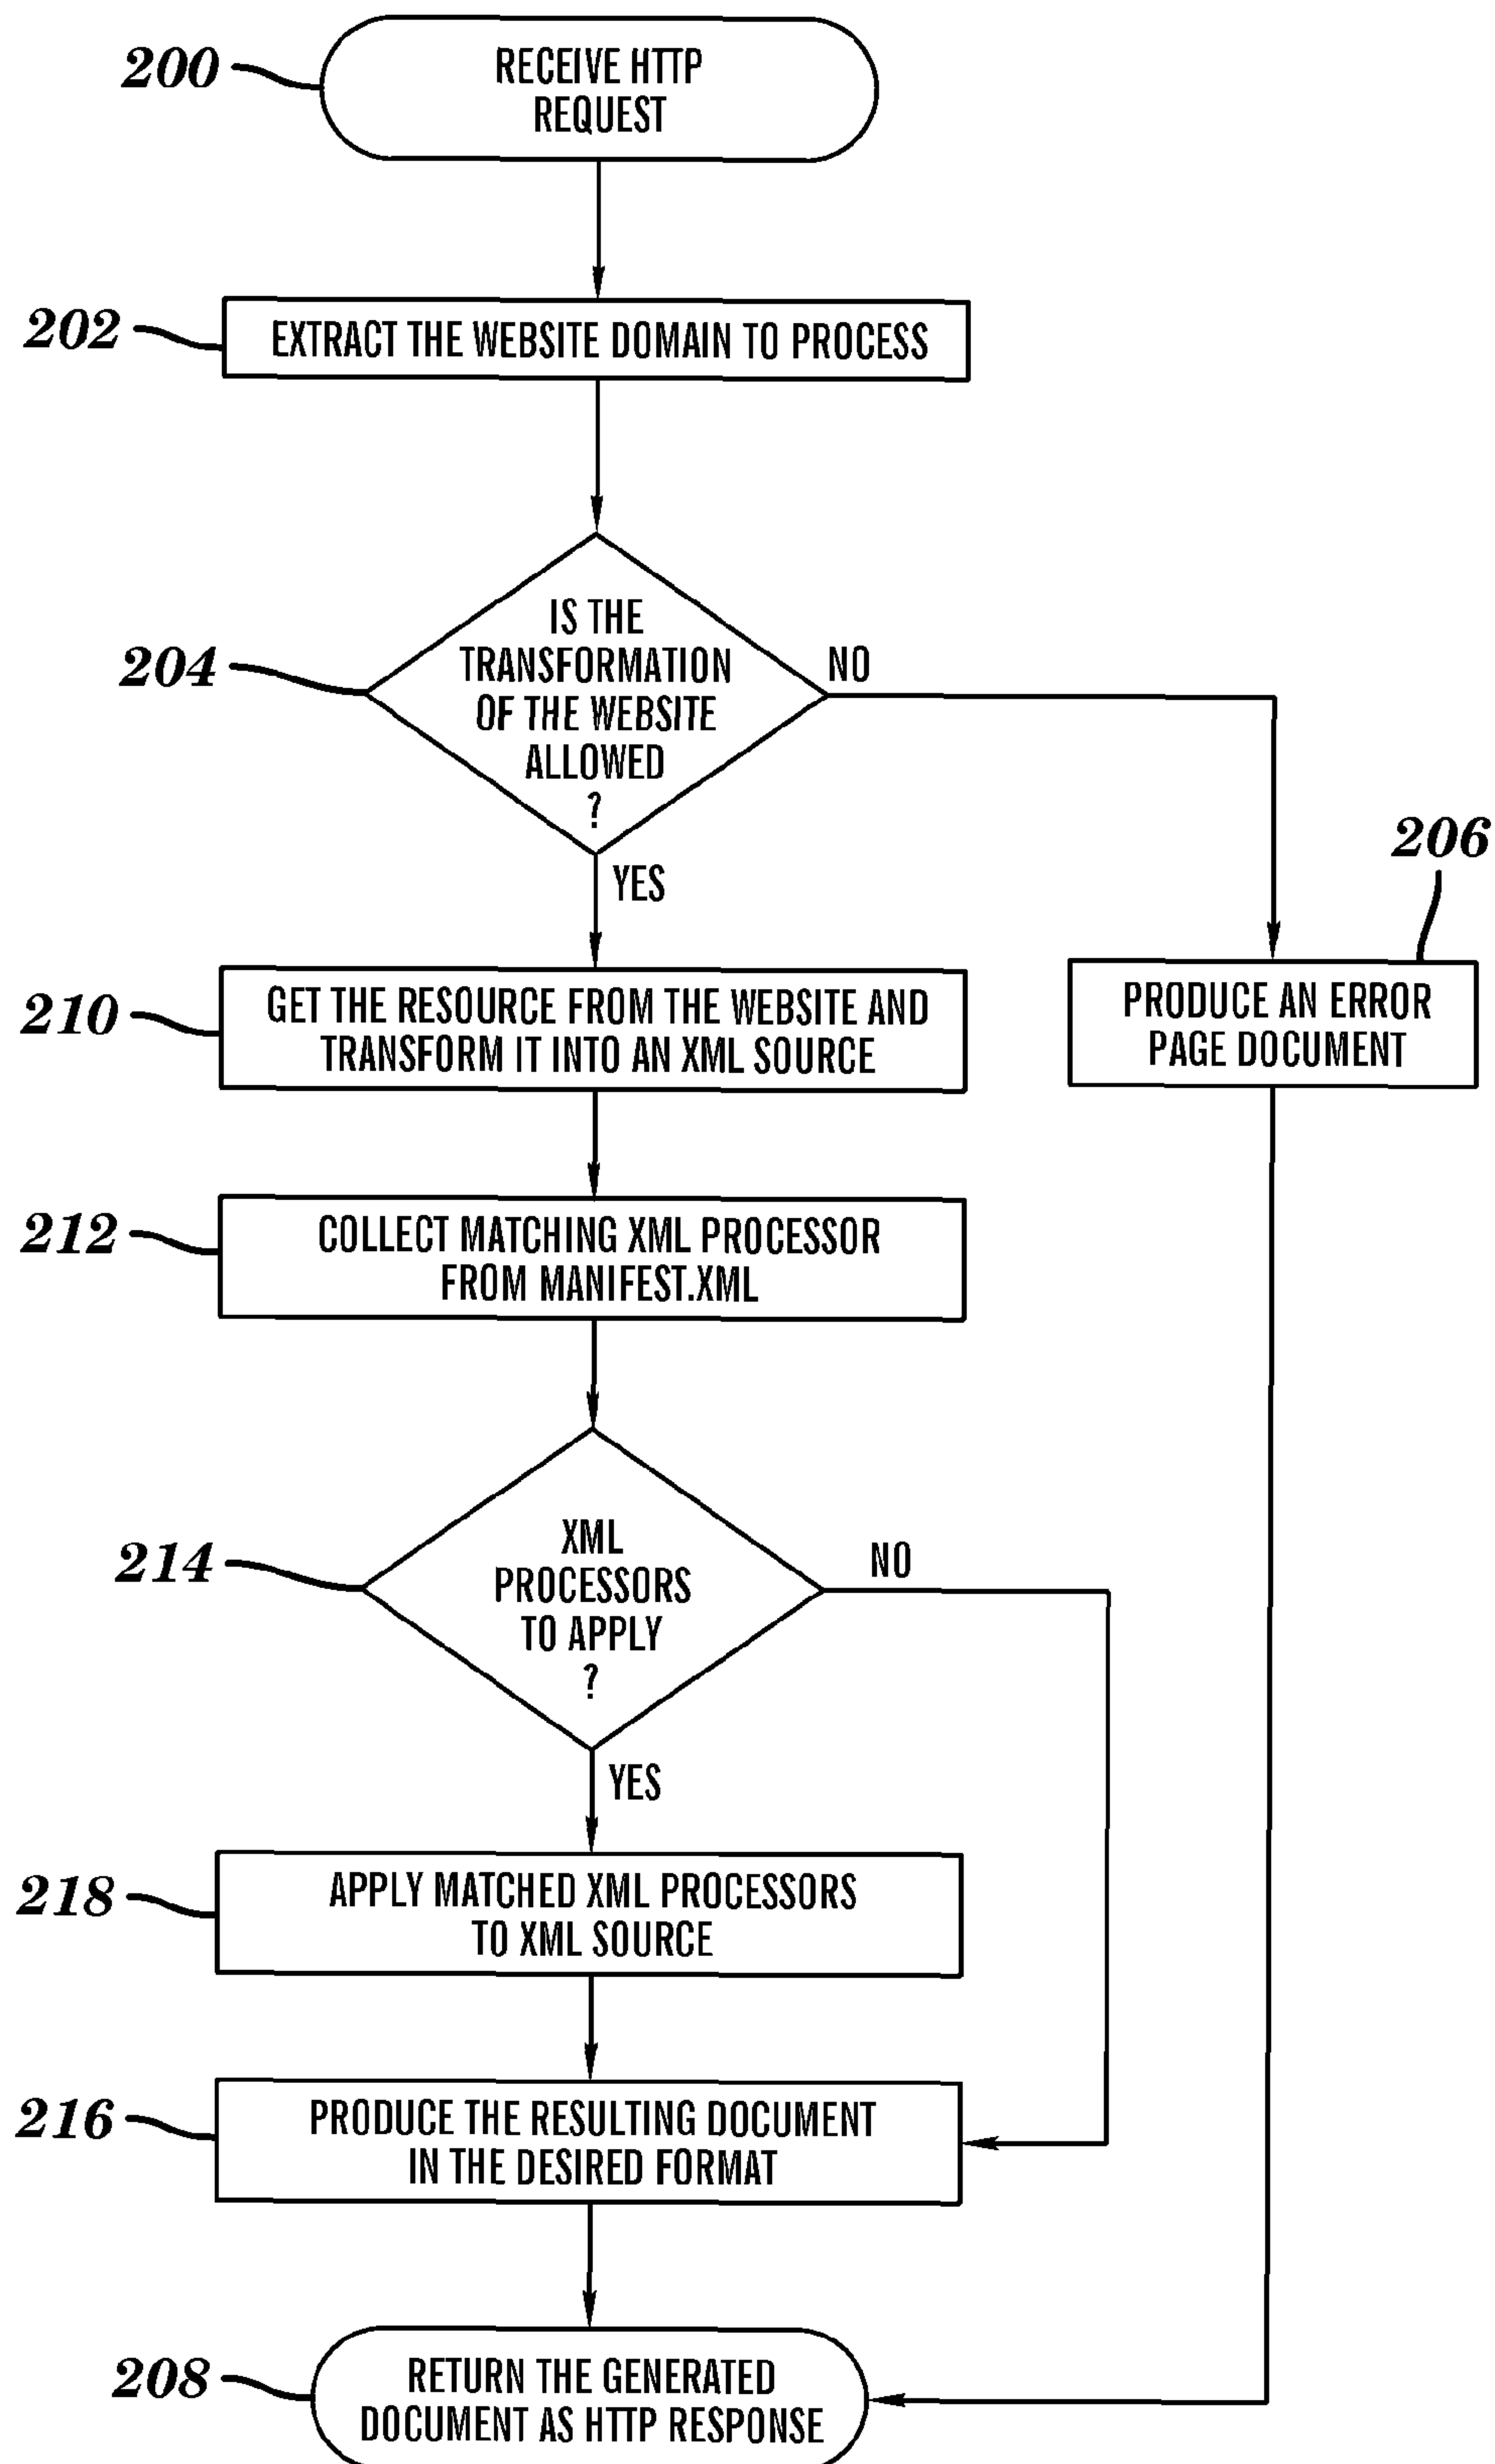 200
RECEIVE HTTP
REQUEST
202
EXTRACT THE WEBSITE DOMAIN TO PROCESS
204
IS THE
TRANSFORMATION
OF THE WEBSITE
ALLOWED
?
NO
YES
206
PRODUCE AN ERROR
PAGE DOCUMENT
210
GET THE RESOURCE FROM THE WEBSITE AND
TRANSFORM IT INTO AN XML SOURCE
212
COLLECT MATCHING XML PROCESSOR
FROM MANIFEST.XML
214
XML
PROCESSORS
TO APPLY
?
NO
YES
218
APPLY MATCHED XML PROCESSORS
TO XML SOURCE
216
PRODUCE THE RESULTING DOCUMENT
IN THE DESIRED FORMAT
208
RETURN THE GENERATED
DOCUMENT AS HTTP RESPONSE